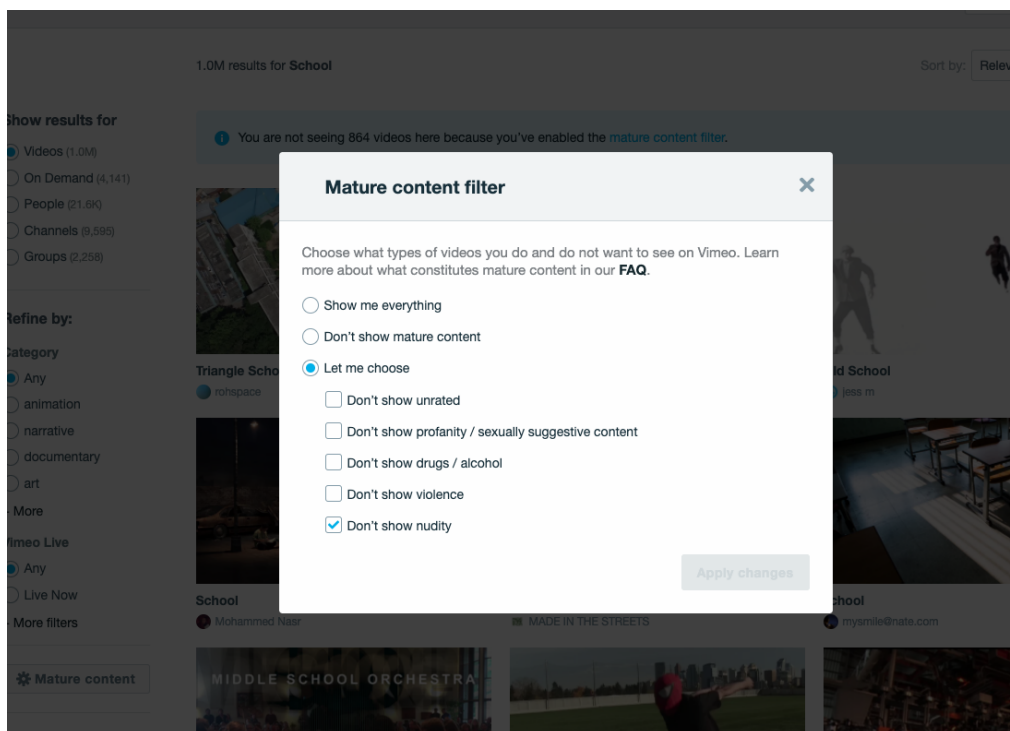 1.0M results for School
Sort by: Relev
Show results for
You are not seeing 864 videos here because you've enabled the mature content filter.
Videos (1.0M)
On Demand (4,141)
People (21.6K)
Channels (9,595)
Groups (2,258)
Mature content filter
Choose what types of videos you do and do not want to see on Vimeo. Learn
more about what constitutes mature content in our FAQ.
Show me everything
Don't show mature content
Let me choose
Don't show unrated
Don't show profanity / sexually suggestive content
Don't show drugs / alcohol
Don't show violence
Don't show nudity
Apply changes
Refine by:
Category
Any
animation
narrative
documentary
art
More
Vimeo Live
Any
Live Now
More filters
Mature content
Triangle Scho
rohspace
ld School
jess m
School
Mohammed Nasr
MADE IN THE STREETS
chool
mysmile@nate.com
MIDDLE SCHOOL ORCHESTRA